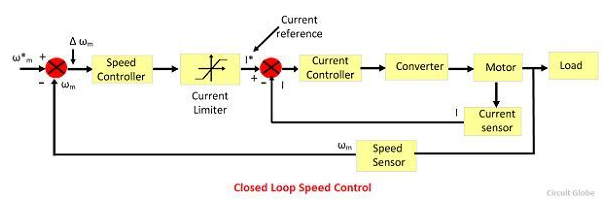 Current
reference
ω*m
+
Δ ωm
-
ωm
Speed
Controller
Current
Limiter
I*
+
-
I
Current
Controller
Converter
Motor
Load
I
Current
sensor
ωm
Speed
Sensor
Closed Loop Speed Control
Circuit Globe